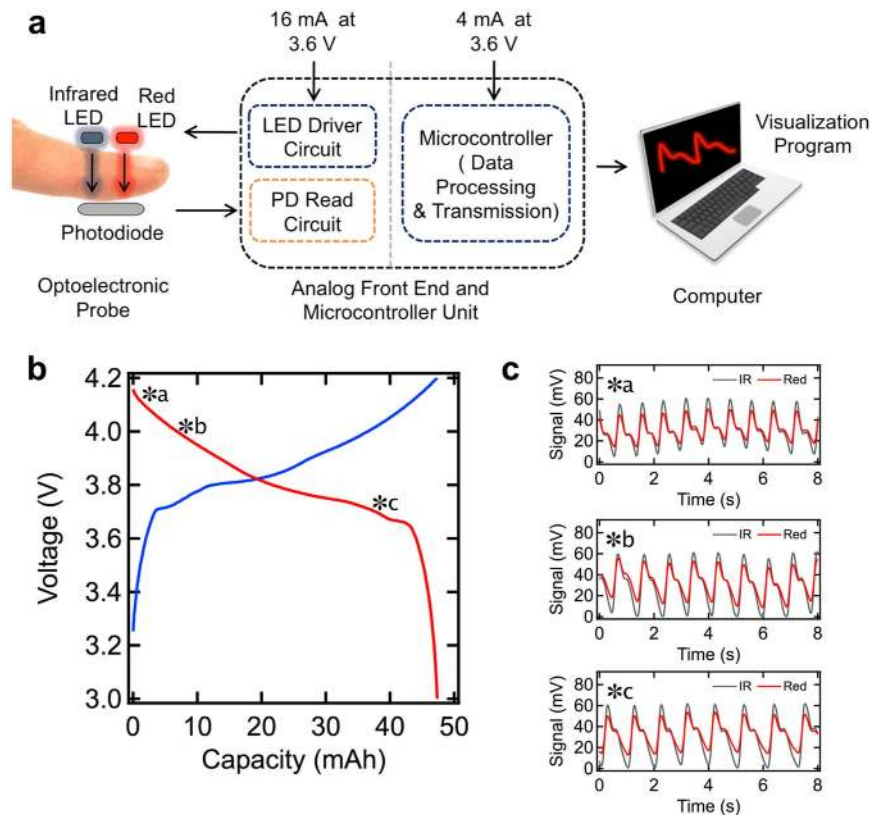 a
16 mA at
3.6 V
4 mA at
3.6 V
Infrared
LED
Red
LED
LED Driver
Circuit
PD Read
Circuit
Microcontroller
( Data
Processing
& Transmission)
Visualization
Program
Photodiode
Optoelectronic
Probe
Analog Front End and
Microcontroller Unit
Computer
b
4.2
4.0
3.8
3.6
3.4
3.2
3.0
Voltage (V)
*a
*b
*c
0
10
20
30
40
50
Capacity (mAh)
c
*a
IR
Red
80
60
40
20
0
Signal (mV)
0
2
4
6
8
Time (s)
*b
IR
Red
80
60
40
20
0
Signal (mV)
0
2
4
6
8
Time (s)
*c
IR
Red
80
60
40
20
0
Signal (mV)
0
2
4
6
8
Time (s)